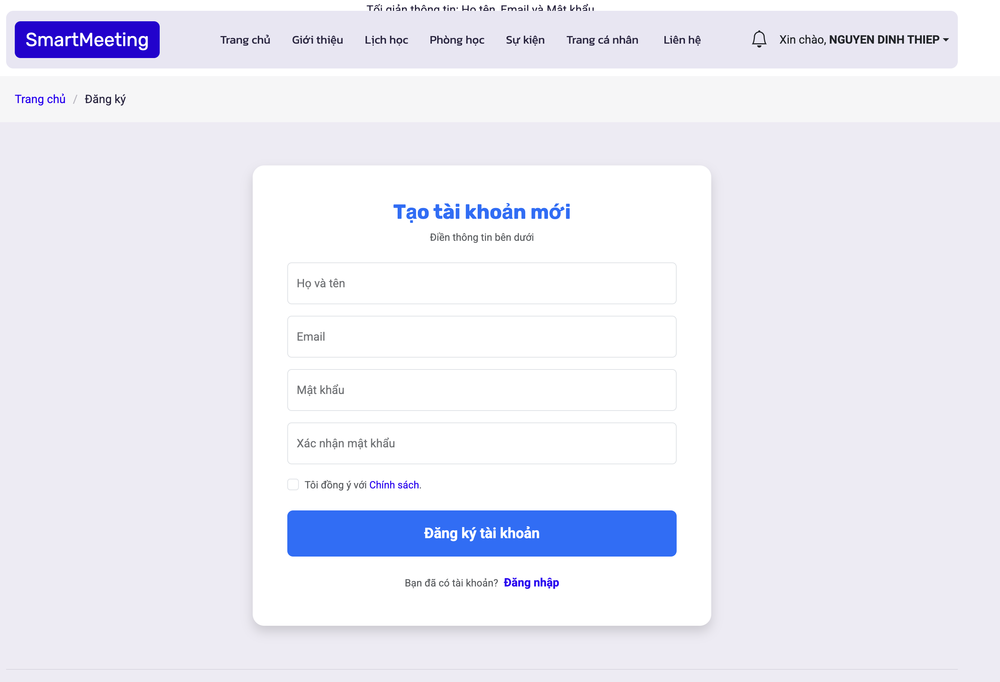 Tối giản thông tin: Họ tên, Email và Mật khẩu
SmartMeeting
Trang chủ
Giới thiệu
Lịch học
Phòng học
Sự kiện
Trang cá nhân
Liên hệ
Xin chào, NGUYEN DINH THIEP
Trang chủ / Đăng ký
Tạo tài khoản mới
Điền thông tin bên dưới
Họ và tên
Email
Mật khẩu
Xác nhận mật khẩu
Tôi đồng ý với Chính sách.
Đăng ký tài khoản
Bạn đã có tài khoản? Đăng nhập